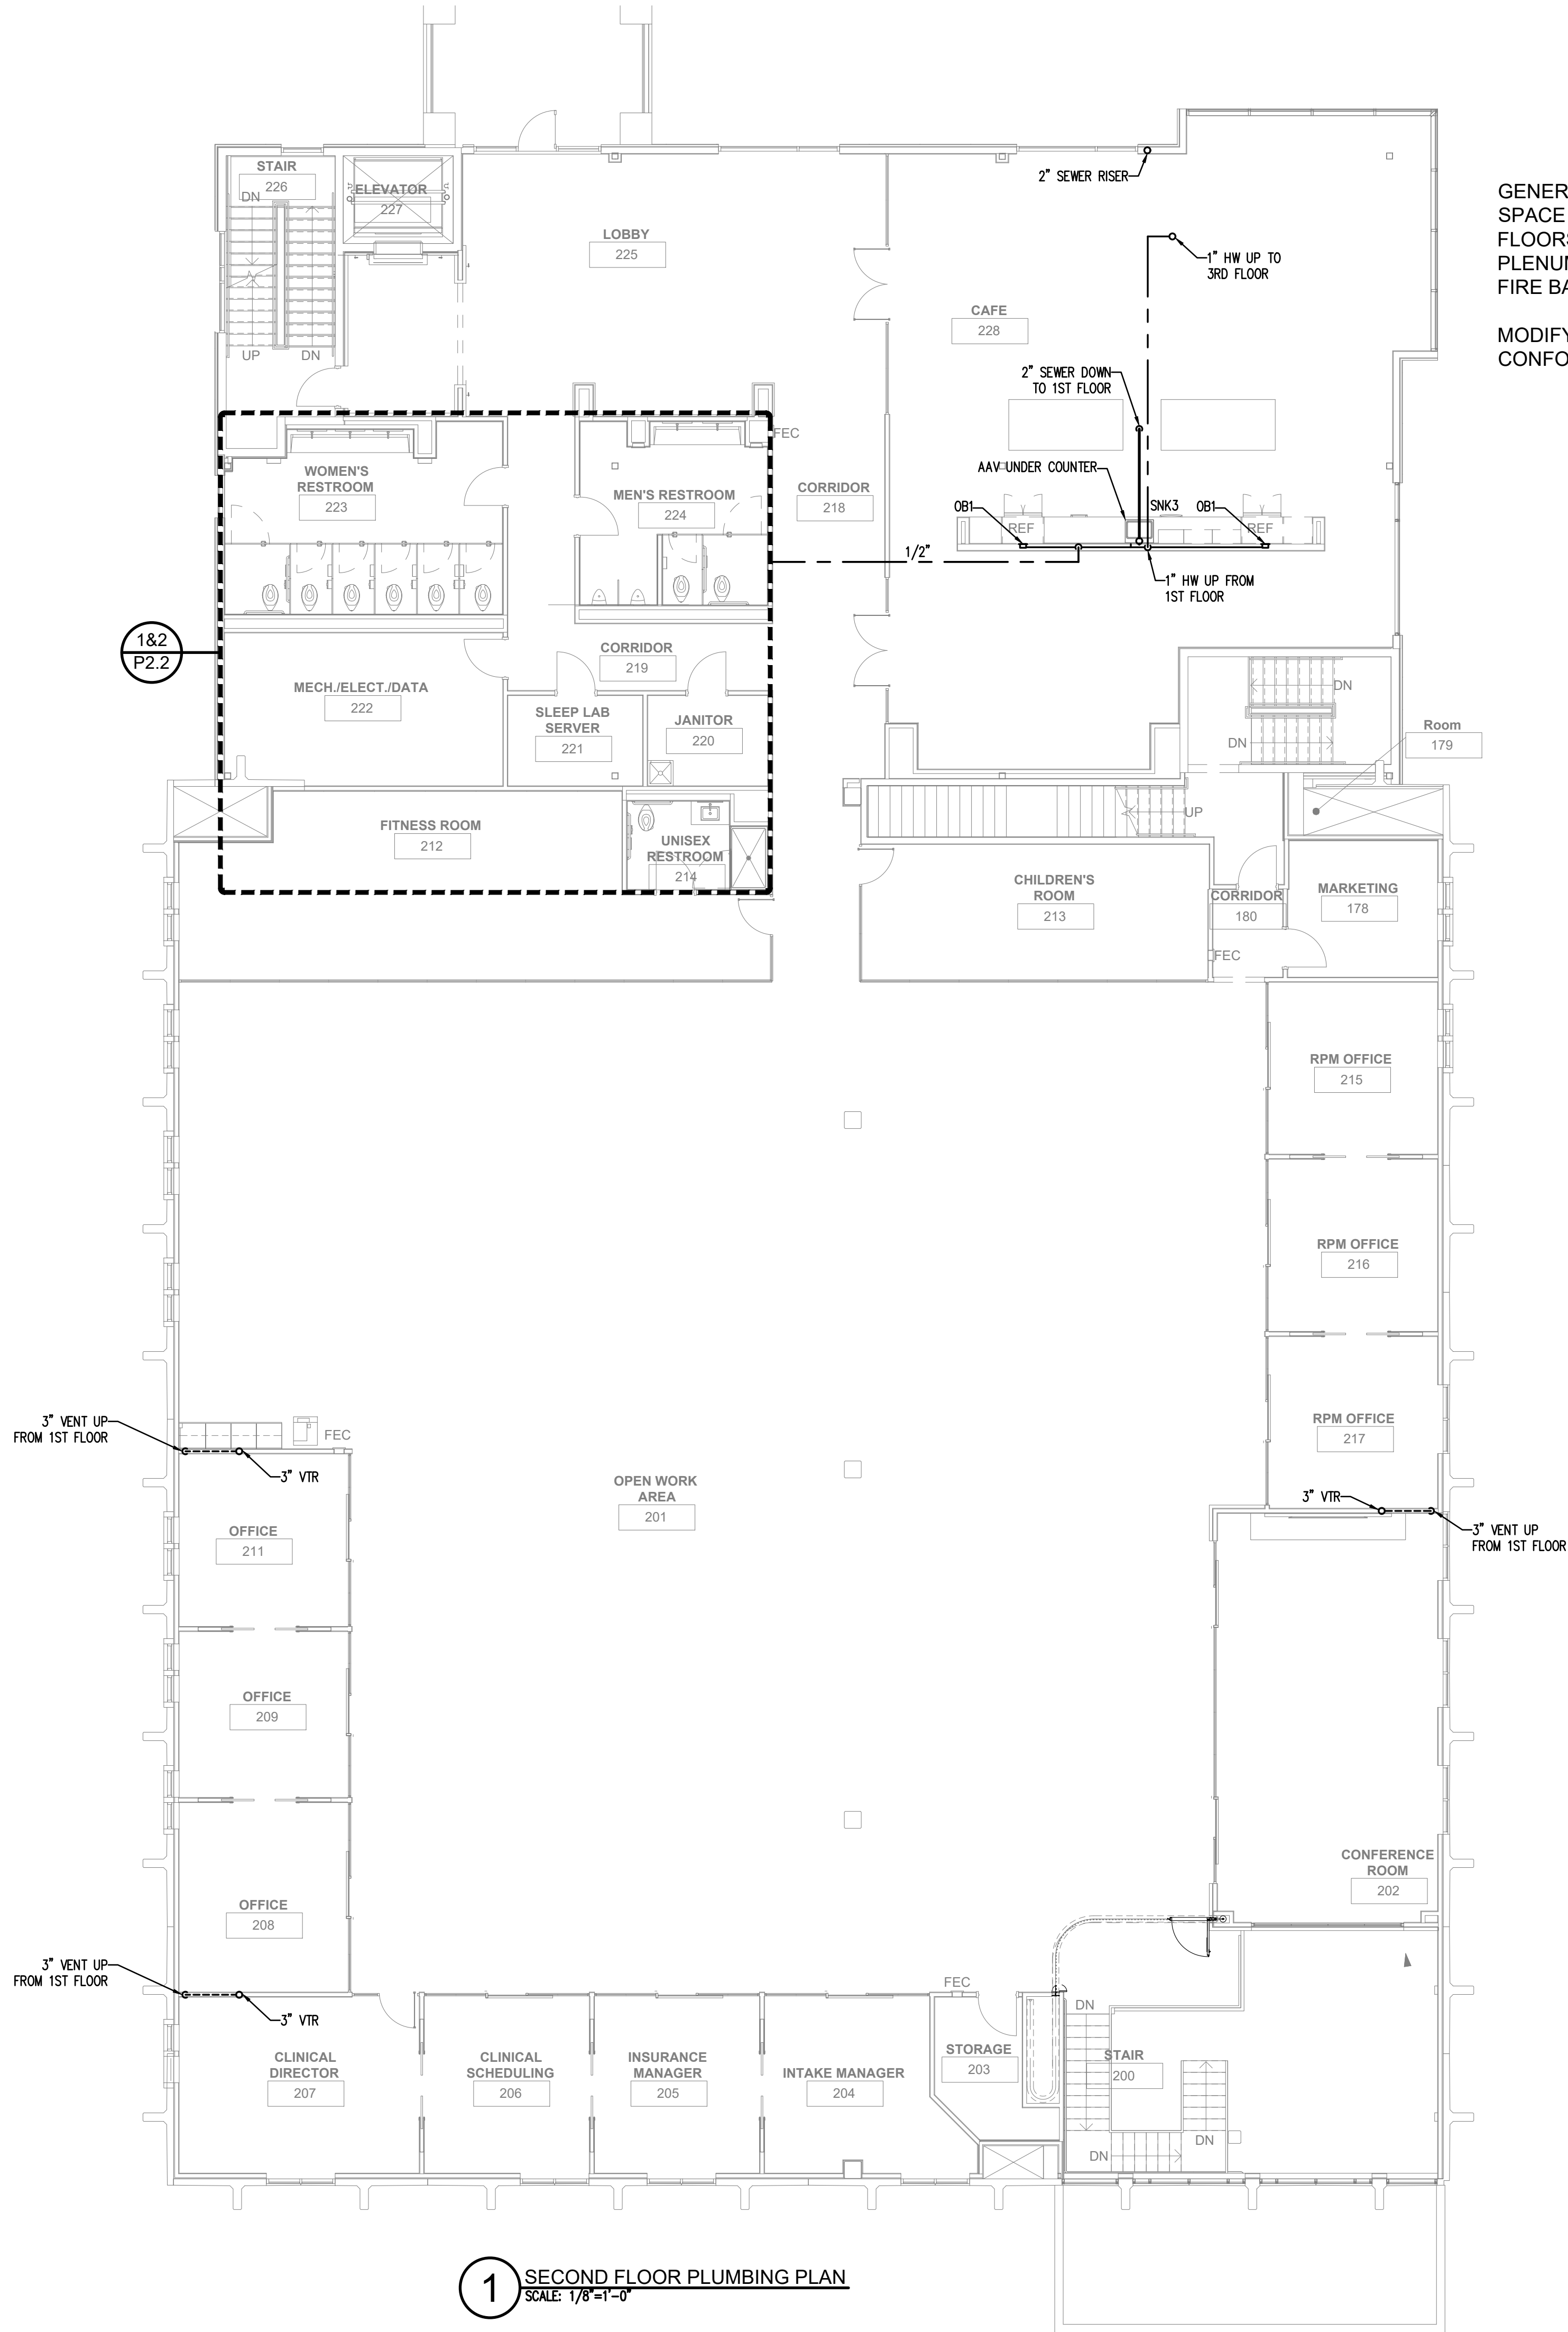 STAIR
226
DN
UP
DN
ELEVATOR
227
LOBBY
225
2" SEWER RISER
1" HW UP TO
3RD FLOOR
CAFE
228
2" SEWER DOWN
TO 1ST FLOOR
AAV UNDER COUNTER
OB1
SNK3
OB1
REF
REF
1/2"
1" HW UP FROM
1ST FLOOR
GENER
SPACE
FLOORS
PLENUM
FIRE BA
MODIFY
CONFO
FEC
WOMEN'S
RESTROOM
223
MEN'S RESTROOM
224
CORRIDOR
218
1&2
P2.2
CORRIDOR
219
MECH./ELECT./DATA
222
SLEEP LAB
SERVER
221
JANITOR
220
DN
DN
Room
179
FITNESS ROOM
212
UNISEX
RESTROOM
214
UP
CHILDREN'S
ROOM
213
CORRIDOR
180
MARKETING
178
FEC
RPM OFFICE
215
RPM OFFICE
216
RPM OFFICE
217
3" VENT UP
FROM 1ST FLOOR
FEC
3" VTR
OPEN WORK
AREA
201
3" VTR
3" VENT UP
FROM 1ST FLOOR
OFFICE
211
OFFICE
209
OFFICE
208
CONFERENCE
ROOM
202
3" VENT UP
FROM 1ST FLOOR
3" VTR
FEC
DN
CLINICAL
DIRECTOR
207
CLINICAL
SCHEDULING
206
INSURANCE
MANAGER
205
INTAKE MANAGER
204
STORAGE
203
STAIR
200
DN
DN
1
SECOND FLOOR PLUMBING PLAN
SCALE: 1/8"=1'-0"